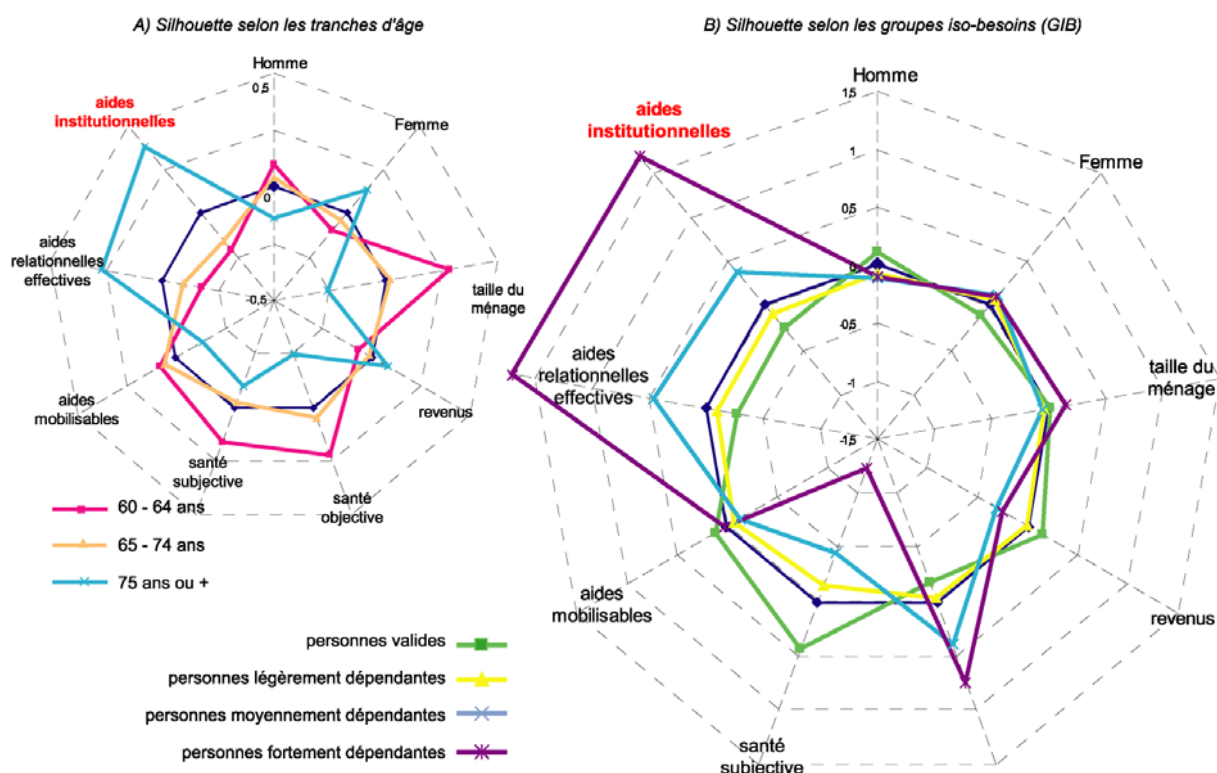 A) Silhouette selon les tranches d'âge
Homme
0,5
aides
institutionnelles
Femme
0
aides
relationnelles
effectives
taille du
ménage
0,5
aides
mobilisables
revenus
santé
subjective
santé
objective
60 - 64 ans
65 - 74 ans
75 ans ou +
B) Silhouette selon les groupes iso-besoins (GIB)
Homme
1,5
aides
institutionnelles
Femme
1
0,5
0
aides
relationnelles
effectives
taille du
ménage
-0,5
-1
-1,5
aides
mobilisables
revenus
santé
subjective
personnes valides
personnes légèrement dépendantes
personnes moyennement dépendantes
personnes fortement dépendantes